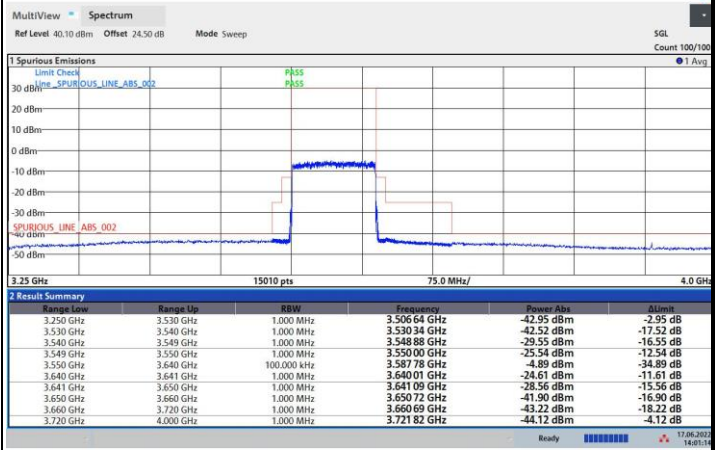 MultiView Spectrum
Ref Level 40.10 dBm Offset 24.50 dB Mode Sweep SGL
Count 100/100
1 Spurious Emissions 1 Avg
Limit Check PASS
Line _SPURIOUS_LINE_ABS_002 PASS
30 dBm
20 dBm
10 dBm
0 dBm
-10 dBm
-20 dBm
-30 dBm
SPURIOUS_LINE_ABS_002
-40 dBm
-50 dBm
3.25 GHz 15010 pts 75.0 MHz/ 4.0 GHz
2 Result Summary
Range Low Range Up RBW Frequency Power Abs ΔLimit
3.250 GHz 3.530 GHz 1.000 MHz 3.506 64 GHz -42.95 dBm -2.95 dB
3.530 GHz 3.540 GHz 1.000 MHz 3.530 34 GHz -42.52 dBm -17.52 dB
3.540 GHz 3.549 GHz 1.000 MHz 3.548 88 GHz -29.55 dBm -16.55 dB
3.549 GHz 3.550 GHz 1.000 MHz 3.550 00 GHz -25.54 dBm -12.54 dB
3.550 GHz 3.640 GHz 100.000 kHz 3.587 78 GHz -4.89 dBm -34.89 dB
3.640 GHz 3.641 GHz 1.000 MHz 3.640 01 GHz -24.61 dBm -11.61 dB
3.641 GHz 3.650 GHz 1.000 MHz 3.641 09 GHz -28.56 dBm -15.56 dB
3.650 GHz 3.660 GHz 1.000 MHz 3.650 72 GHz -41.90 dBm -16.90 dB
3.660 GHz 3.720 GHz 1.000 MHz 3.660 69 GHz -43.22 dBm -18.22 dB
3.720 GHz 4.000 GHz 1.000 MHz 3.721 82 GHz -44.12 dBm -4.12 dB
Ready 17.06.2022
14:01:14